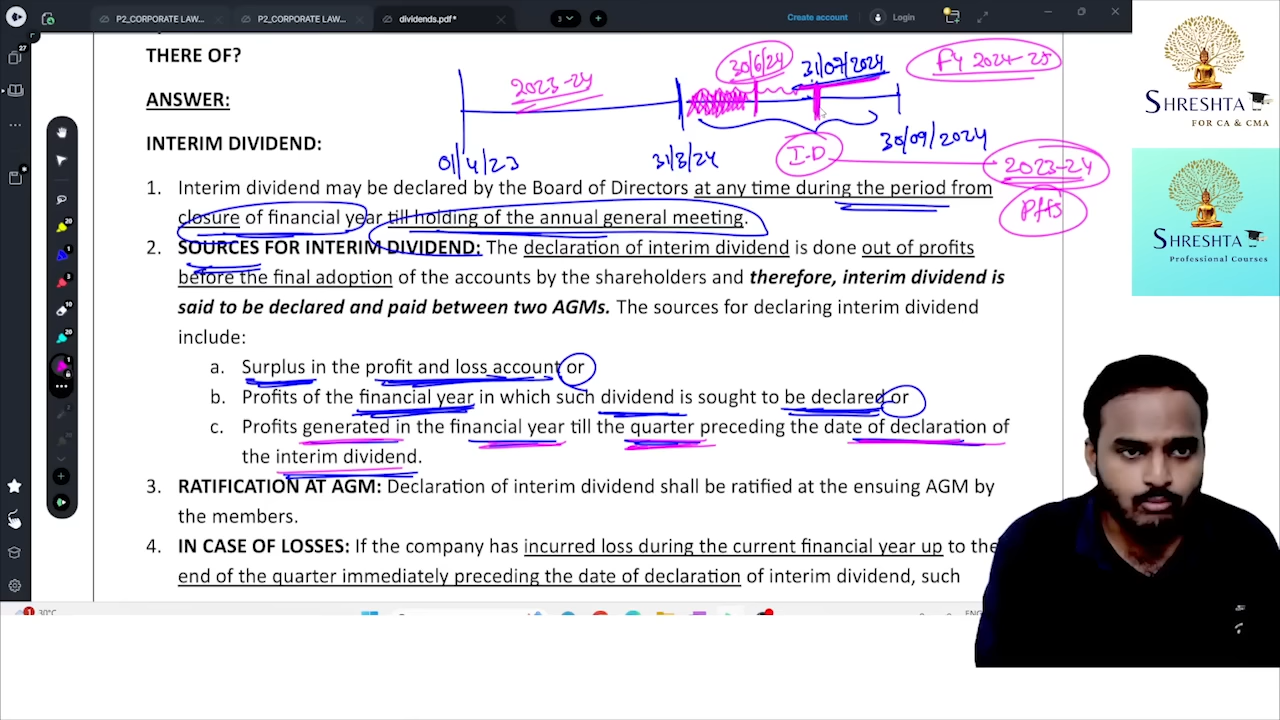 P2_CORPORATE LAW...
P2_CORPORATE LAW...
dividends.pdf*
3
Create account
Login
THERE OF?
ANSWER:
INTERIM DIVIDEND:
2023-24
30/6/24
31/07/2024
FY 2024-25
01/4/23
31/3/24
I-D
30/09/2024
2023-24
Pffs
1. Interim dividend may be declared by the Board of Directors at any time during the period from
closure of financial year till holding of the annual general meeting.
2. SOURCES FOR INTERIM DIVIDEND: The declaration of interim dividend is done out of profits
before the final adoption of the accounts by the shareholders and therefore, interim dividend is
said to be declared and paid between two AGMs. The sources for declaring interim dividend
include:
a. Surplus in the profit and loss account or
b. Profits of the financial year in which such dividend is sought to be declared or
c. Profits generated in the financial year till the quarter preceding the date of declaration of
the interim dividend.
3. RATIFICATION AT AGM: Declaration of interim dividend shall be ratified at the ensuing AGM by
the members.
4. IN CASE OF LOSSES: If the company has incurred loss during the current financial year up to the
end of the quarter immediately preceding the date of declaration of interim dividend, such
27
20
1
3
10
20
1
30°C
ENG
SHRESHTA
FOR CA & CMA
SHRESHTA
Professional Courses